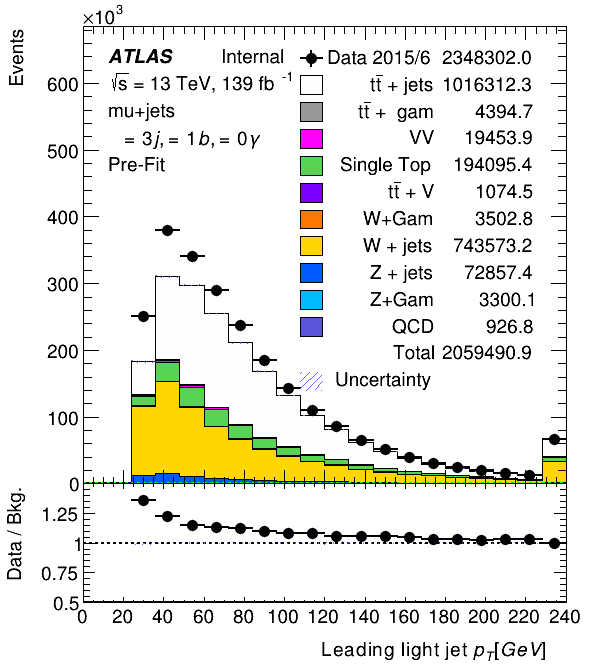 ×10³
Events
600
500
400
300
200
100
0
ATLAS Internal
√s = 13 TeV, 139 fb⁻¹
mu+jets
= 3j, = 1b, = 0γ
Pre-Fit
Data 2015/6 2348302.0
tt̄ + jets 1016312.3
tt̄ + gam 4394.7
VV 19453.9
Single Top 194095.4
tt̄ + V 1074.5
W+Gam 3502.8
W + jets 743573.2
Z + jets 72857.4
Z+Gam 3300.1
QCD 926.8
Total 2059490.9
Uncertainty
Data / Bkg.
1.25
1
0.75
0.5
0 20 40 60 80 100 120 140 160 180 200 220 240
Leading light jet p_T[GeV]